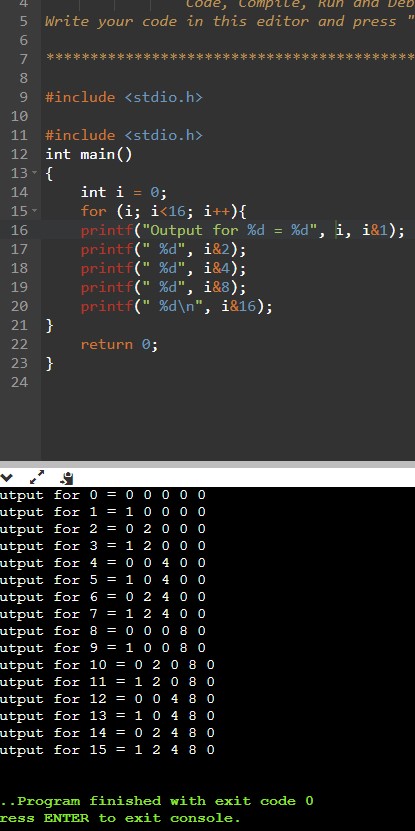 4 Code, Compile, Run and Deb
5 Write your code in this editor and press "
6
7 *******************************************
8
9 #include <stdio.h>
10
11 #include <stdio.h>
12 int main()
13 {
14 int i = 0;
15 for (i; i<16; i++){
16 printf("Output for %d = %d", i, i&1);
17 printf(" %d", i&2);
18 printf(" %d", i&4);
19 printf(" %d", i&8);
20 printf(" %d\n", i&16);
21 }
22 return 0;
23 }
24
utput for 0 = 0 0 0 0 0
utput for 1 = 1 0 0 0 0
utput for 2 = 0 2 0 0 0
utput for 3 = 1 2 0 0 0
utput for 4 = 0 0 4 0 0
utput for 5 = 1 0 4 0 0
utput for 6 = 0 2 4 0 0
utput for 7 = 1 2 4 0 0
utput for 8 = 0 0 0 8 0
utput for 9 = 1 0 0 8 0
utput for 10 = 0 2 0 8 0
utput for 11 = 1 2 0 8 0
utput for 12 = 0 0 4 8 0
utput for 13 = 1 0 4 8 0
utput for 14 = 0 2 4 8 0
utput for 15 = 1 2 4 8 0
..Program finished with exit code 0
ress ENTER to exit console.